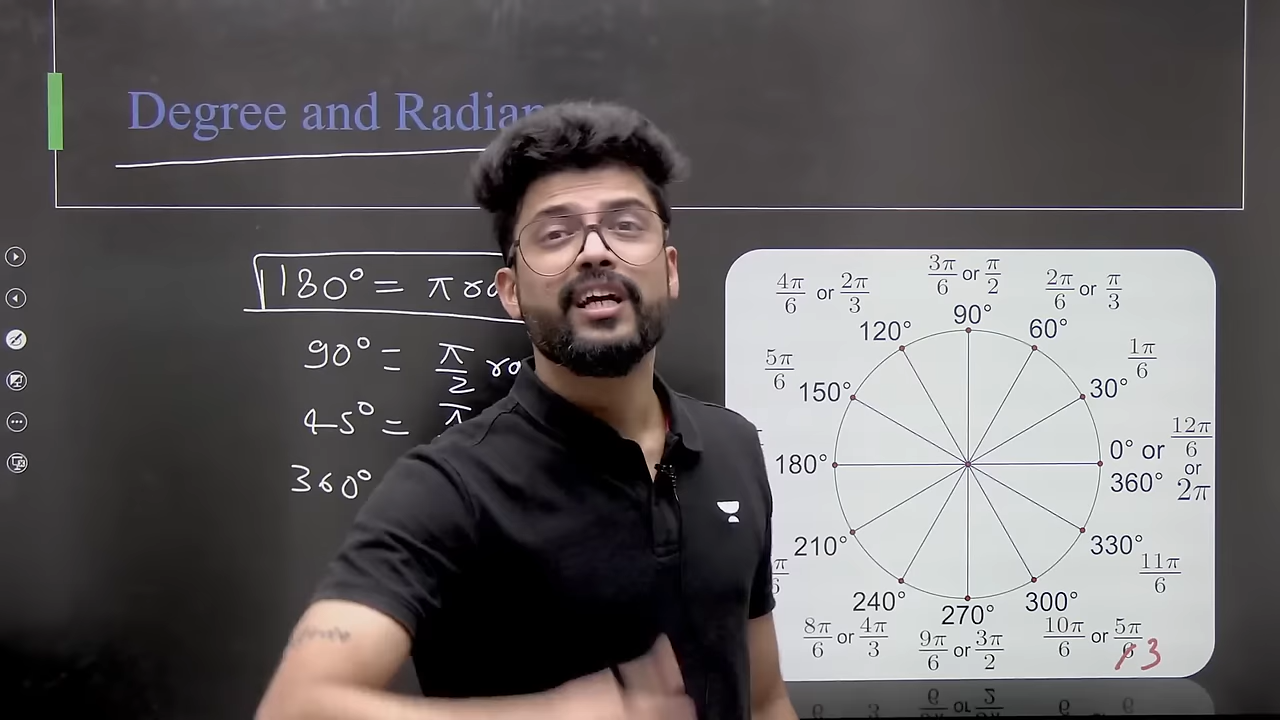 Degree and Radian
180° = π
90° = π/2
45° = π
360°
4π/6 or 2π/3
3π/6 or π/2
2π/6 or π/3
120°
90°
60°
5π/6
150°
30°
1π/6
180°
0° or
360°
12π/6
or
2π
210°
330°
11π/6
240°
270°
300°
8π/6 or 4π/3
9π/6 or 3π/2
10π/6 or 5π/6 3